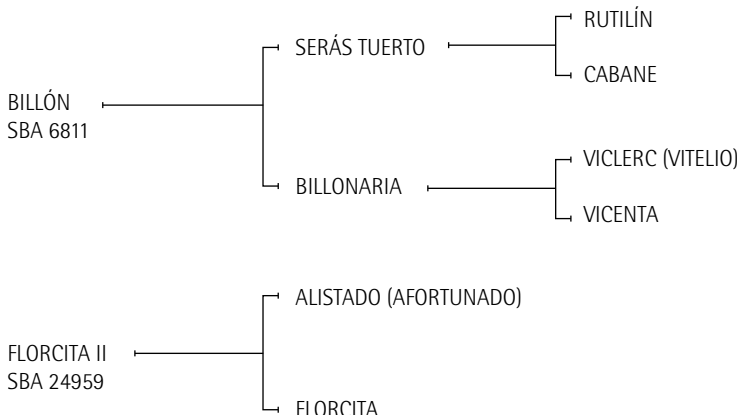 RUTILÍN
SERÁS TUERTO
CABANE
BILLÓN
SBA 6811
VICLERC (VITELIO)
BILLONARIA
VICENTA
ALISTADO (AFORTUNADO)
FLORCITA II
SBA 24959
FLORCITA